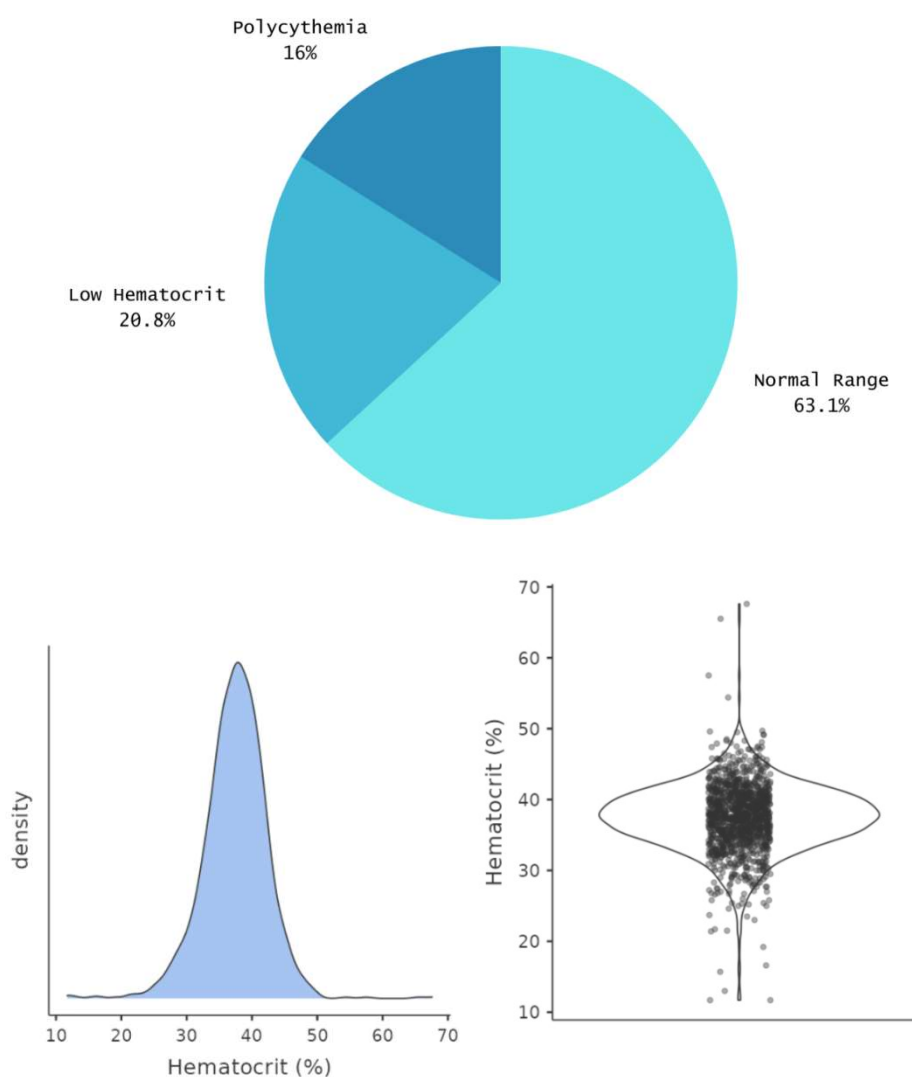 Polycythemia
16%
Low Hematocrit
20.8%
Normal Range
63.1%
density
10 20 30 40 50 60 70
Hematocrit (%)
Hematocrit (%)
70
60
50
40
30
20
10